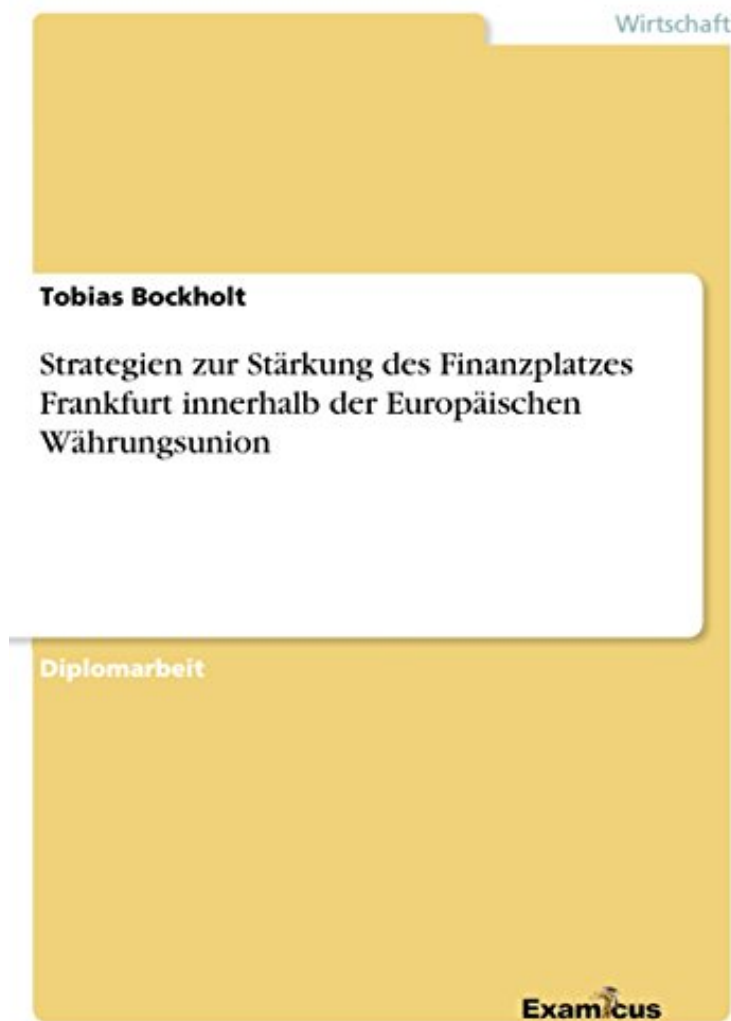 Wirtschaft
Tobias Bockholt
Strategien zur Stärkung des Finanzplatzes
Frankfurt innerhalb der Europäischen
Währungsunion
Diplomarbeit
Examicus